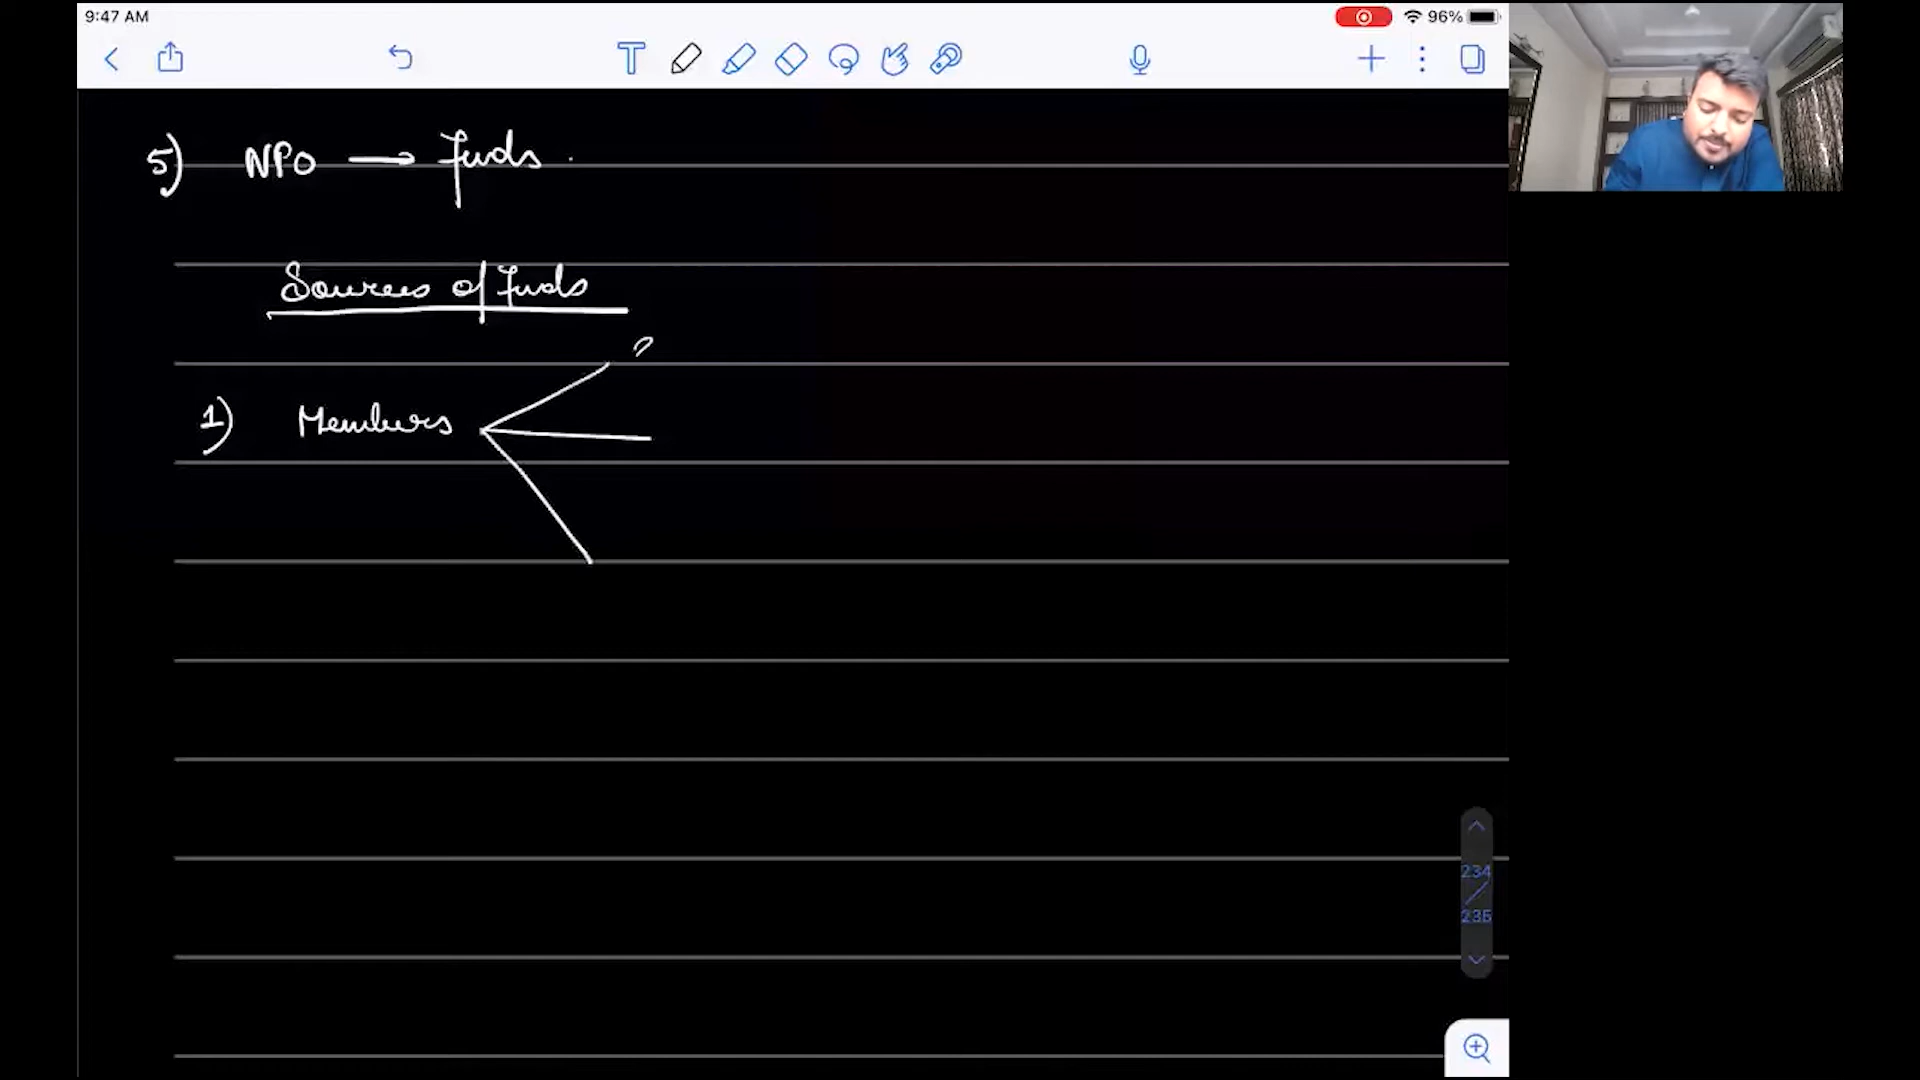 9:47 AM
96%
5) NPO → funds .
Sources of funds
1) Members
234
235